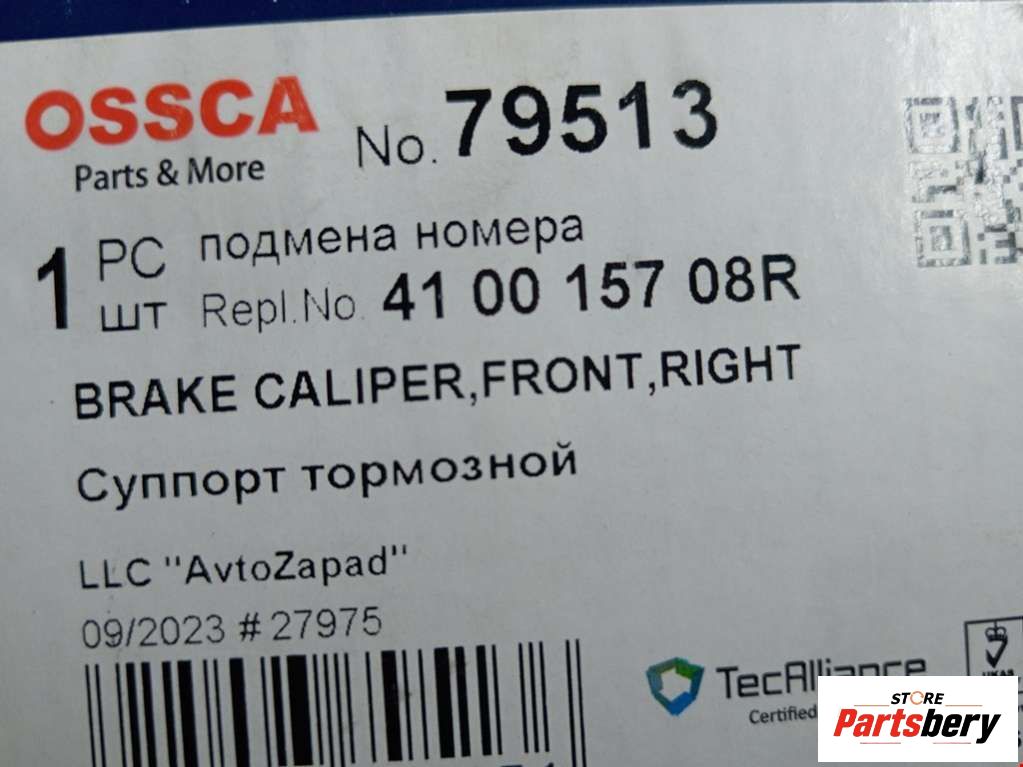 OSSCA
Parts & More
No. 79513
1 PC шт
подмена номера
Repl.No. 41 00 157 08R
BRAKE CALIPER,FRONT,RIGHT
Суппорт тормозной
LLC "AvtoZapad"
09/2023 # 27975
TecAlliance
Certified
STORE
Partsbery